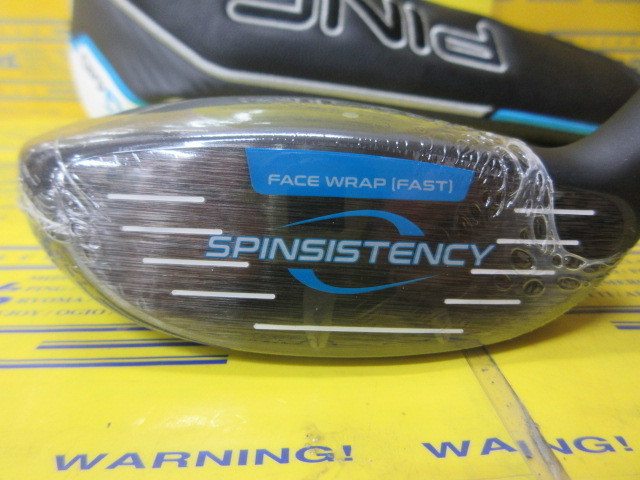 PING
FACE WRAP [FAST]
SPINSISTENCY
WARNING!
WARNING!